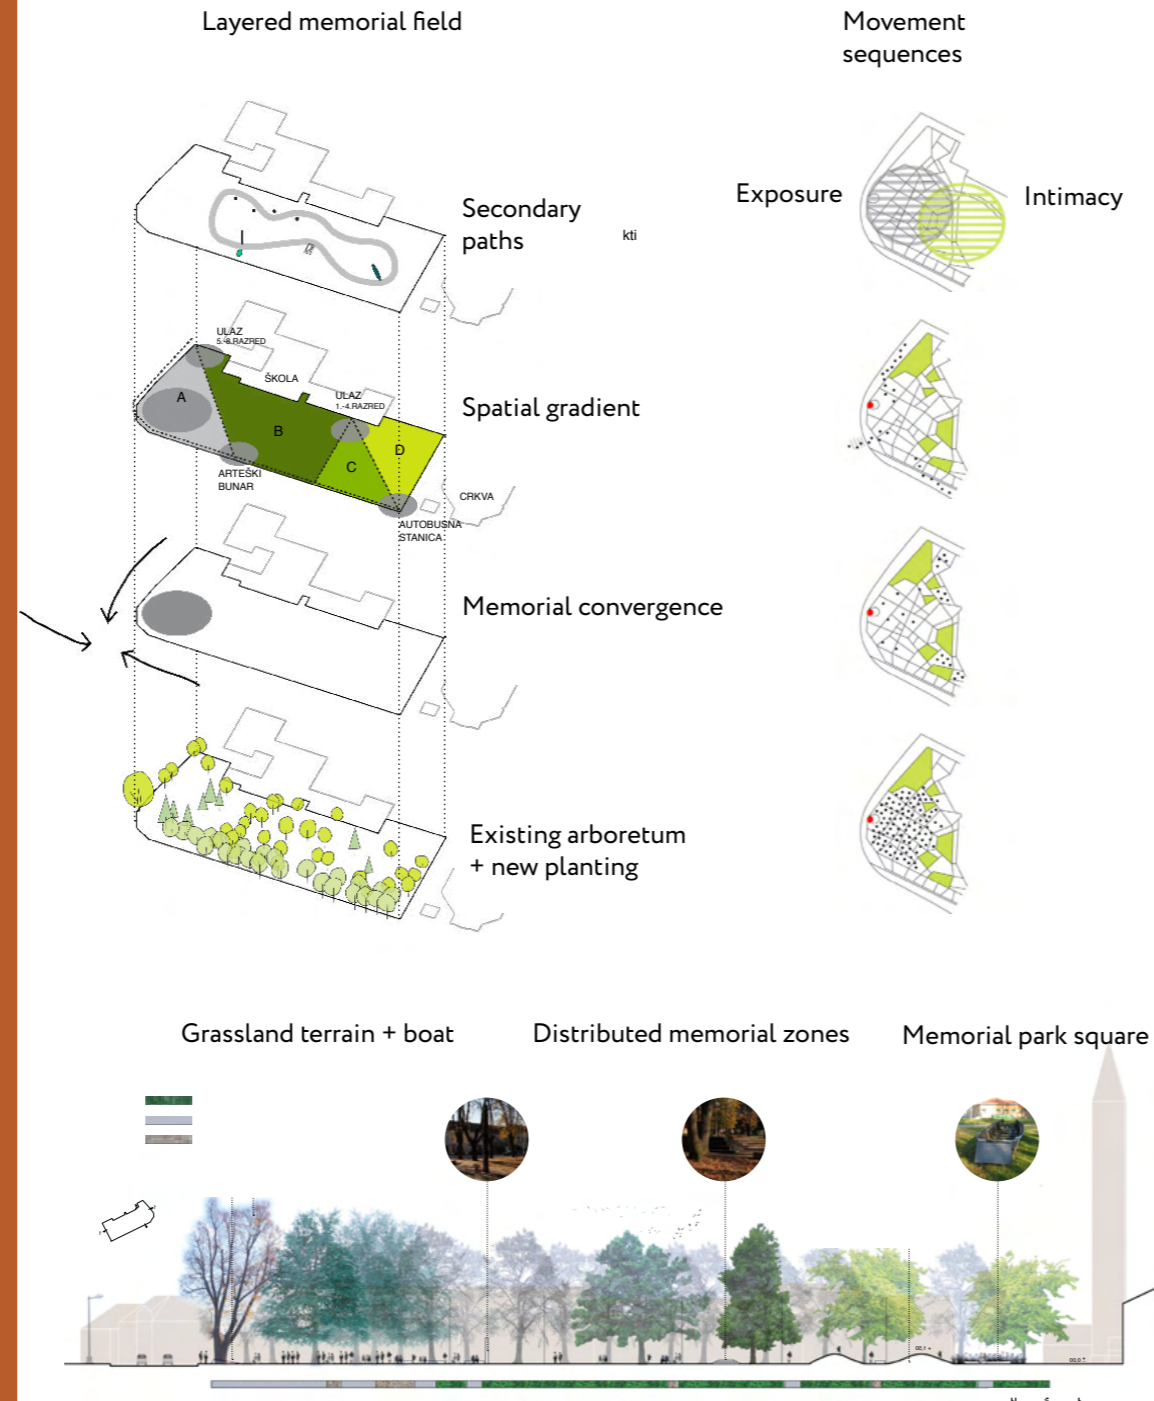 Layered memorial field
Movement
sequences
Secondary
paths
kti
Exposure
Intimacy
ULAZ
5.-8.RAZRED
ŠKOLA
ULAZ
1.-4.RAZRED
A
B
C
D
Spatial gradient
ARTEŠKI
BUNAR
CRKVA
AUTOBUSNA
STANICA
Memorial convergence
Existing arboretum
+ new planting
Grassland terrain + boat
Distributed memorial zones
Memorial park square